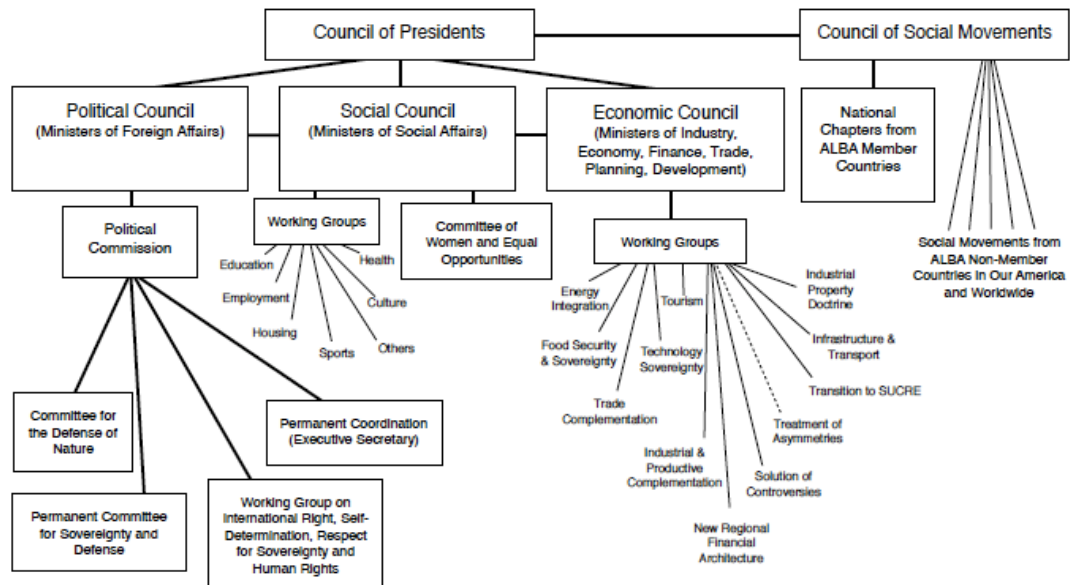 Council of Presidents
Council of Social Movements
Political Council
(Ministers of Foreign Affairs)
Social Council
(Ministers of Social Affairs)
Economic Council
(Ministers of Industry,
Economy, Finance, Trade,
Planning, Development)
National
Chapters from
ALBA Member
Countries
Political
Commission
Working Groups
Committee of
Women and Equal
Opportunities
Working Groups
Social Movements from
ALBA Non-Member
Countries in Our America
and Worldwide
Education
Health
Employment
Culture
Housing
Sports
Others
Energy
Integration
Tourism
Industrial
Property
Doctrine
Food Security
& Sovereignty
Technology
Sovereignty
Infrastructure &
Transport
Trade
Complementation
Transition to SUCRE
Treatment of
Asymmetries
Industrial &
Productive
Complementation
Solution of
Controversies
New Regional
Financial
Architecture
Committee for
the Defense of
Nature
Permanent Coordination
(Executive Secretary)
Permanent Committee
for Sovereignty and
Defense
Working Group on
International Right, Self-
Determination, Respect
for Sovereignty and
Human Rights